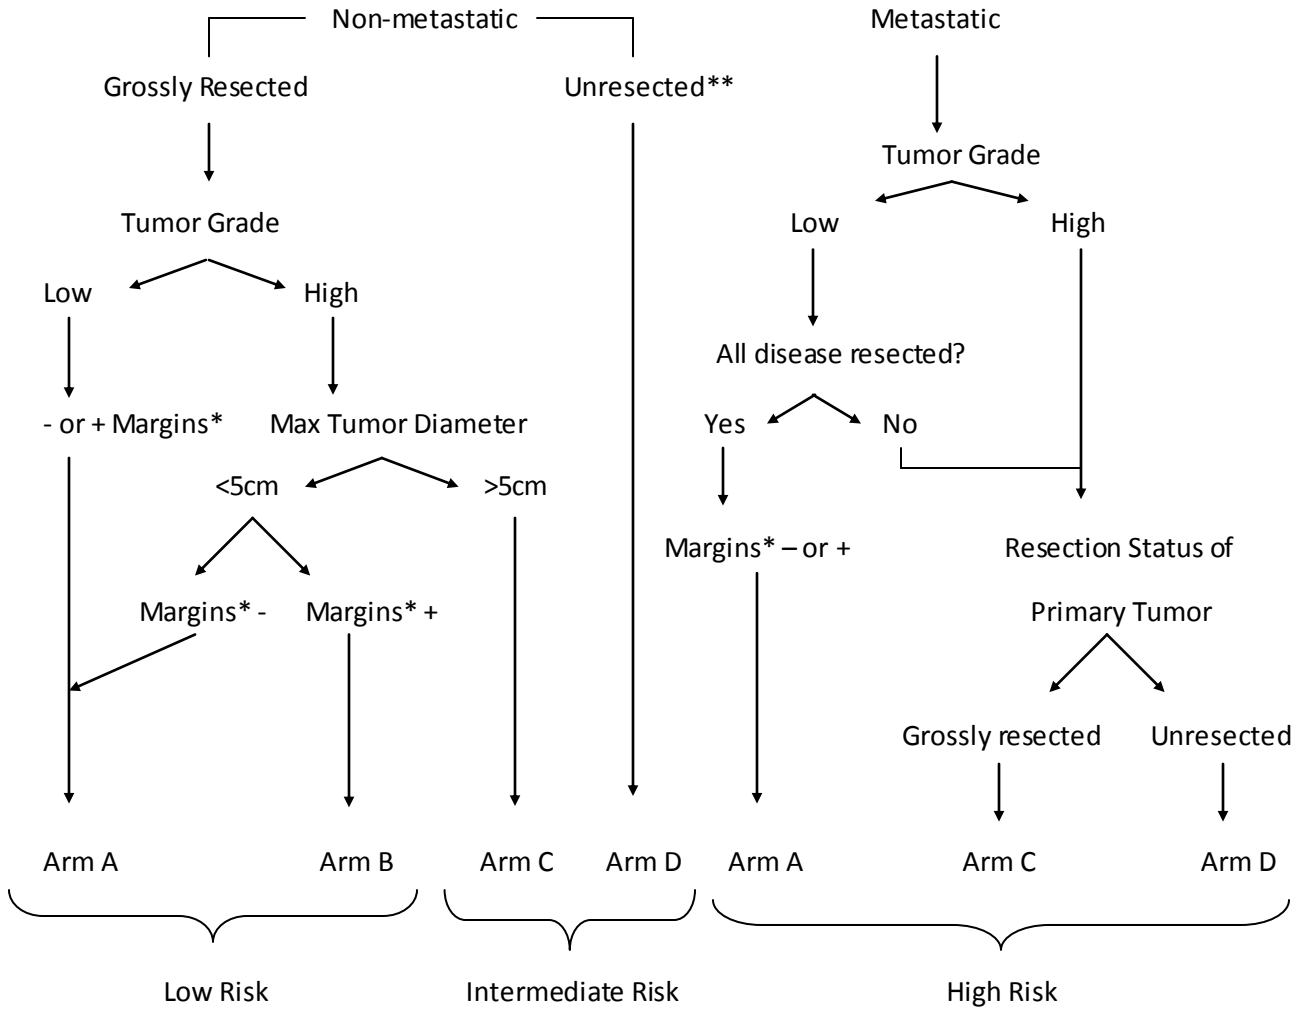 Non-metastatic
Metastatic
Grossly Resected
Unresected**
Tumor Grade
Tumor Grade
Low
High
Low
High
All disease resected?
- or + Margins*
Max Tumor Diameter
Yes
No
<5cm
>5cm
Margins* – or +
Resection Status of
Primary Tumor
Margins* -
Margins* +
Grossly resected
Unresected
Arm A
Arm B
Arm C
Arm D
Arm A
Arm C
Arm D
Low Risk
Intermediate Risk
High Risk